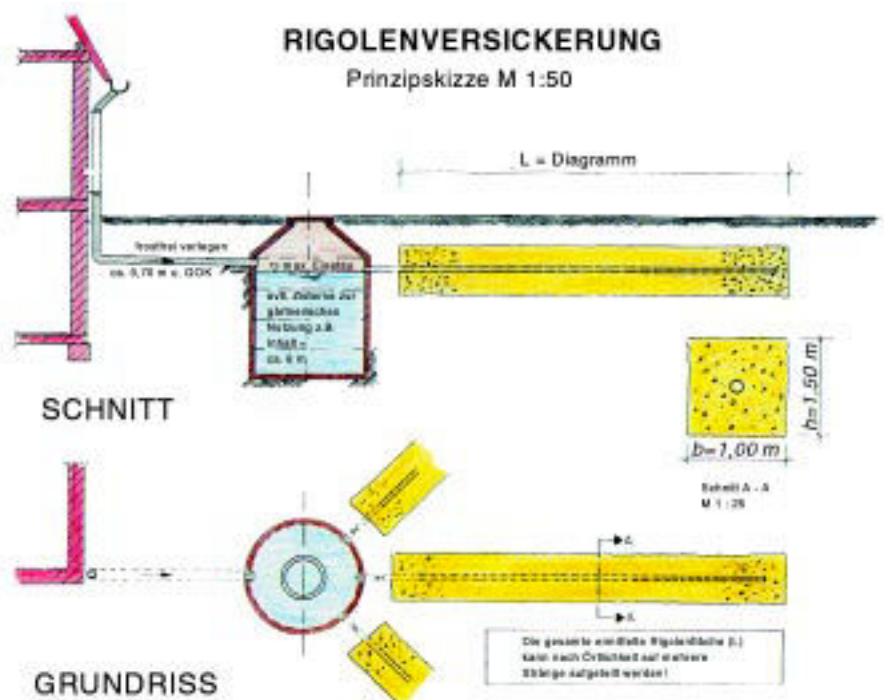 RIGOLENVERSICKERUNG
Prinzipskizze M 1:50
L = Diagramm
frostfrei verlegen
ca. 0,70 m u. GOK
max. Einstau
evtl. Zisterne zur
gärtnerischen
Nutzung z.B.
Inhalt =
ca. 6 m
SCHNITT
h=1,50 m
b=1,00 m
Schnitt A - A
M 1 : 25
A
A
Die gesamte ermittelte Rigolenfläche (L)
kann nach Örtlichkeit auf mehrere
Stränge aufgeteilt werden!
GRUNDRISS